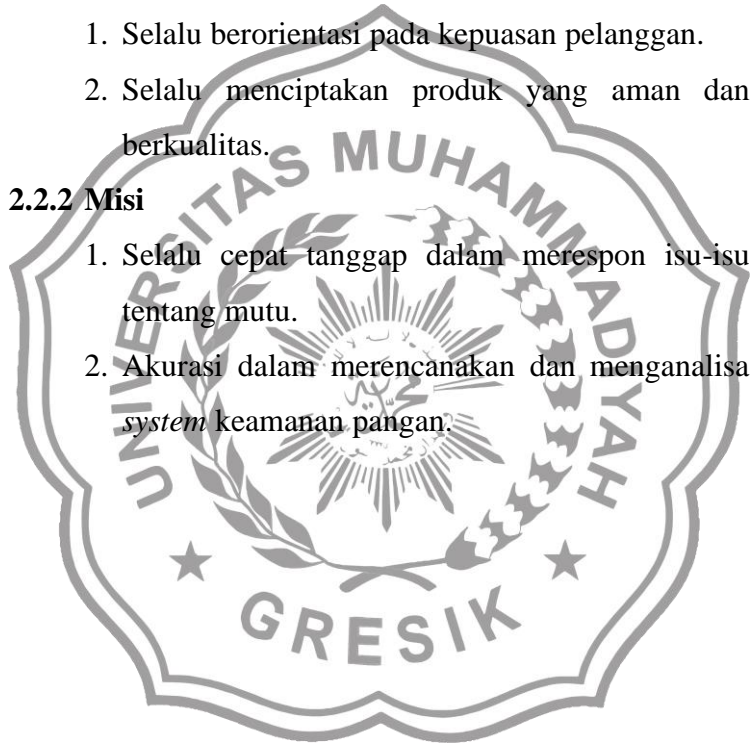 1. Selalu berorientasi pada kepuasan pelanggan.
2. Selalu menciptakan produk yang aman dan
berkualitas.
2.2.2 Misi
1. Selalu cepat tanggap dalam merespon isu-isu
tentang mutu.
2. Akurasi dalam merencanakan dan menganalisa
system keamanan pangan.
UNIVERSITAS MUHAMMADIYAH
GRESIK